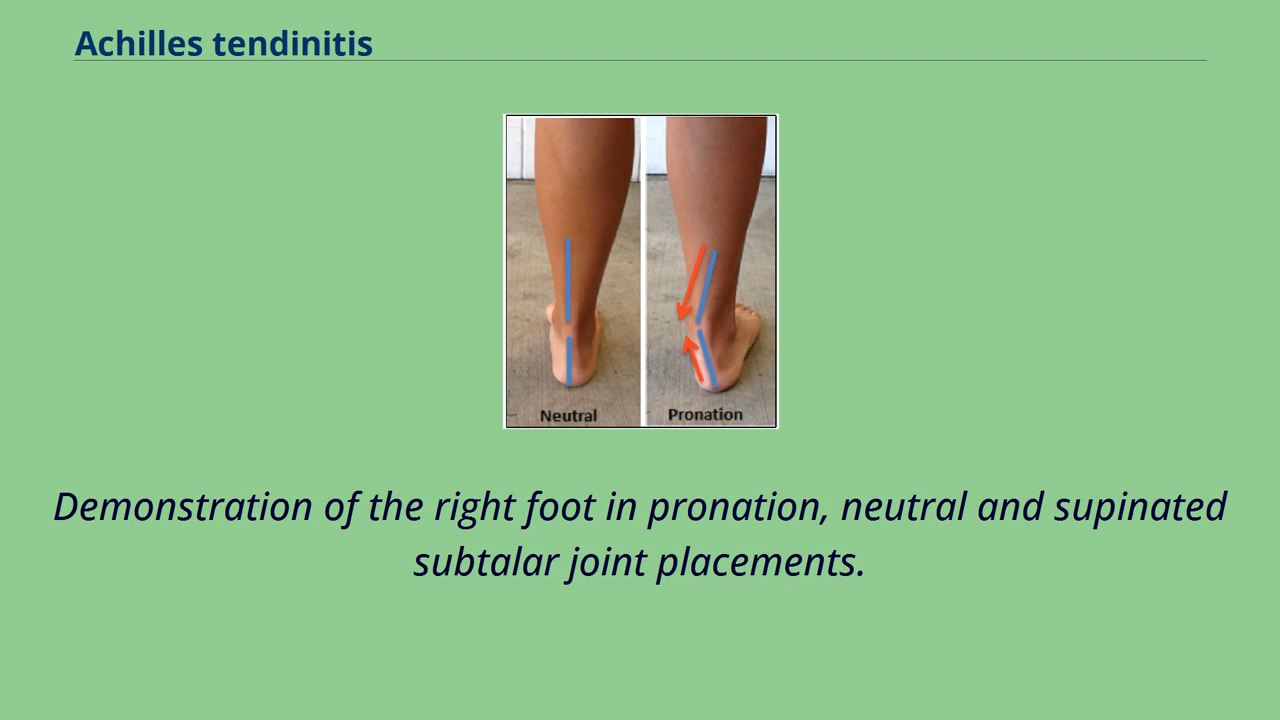 Achilles tendinitis
Neutral
Pronation
Demonstration of the right foot in pronation, neutral and supinated
subtalar joint placements.